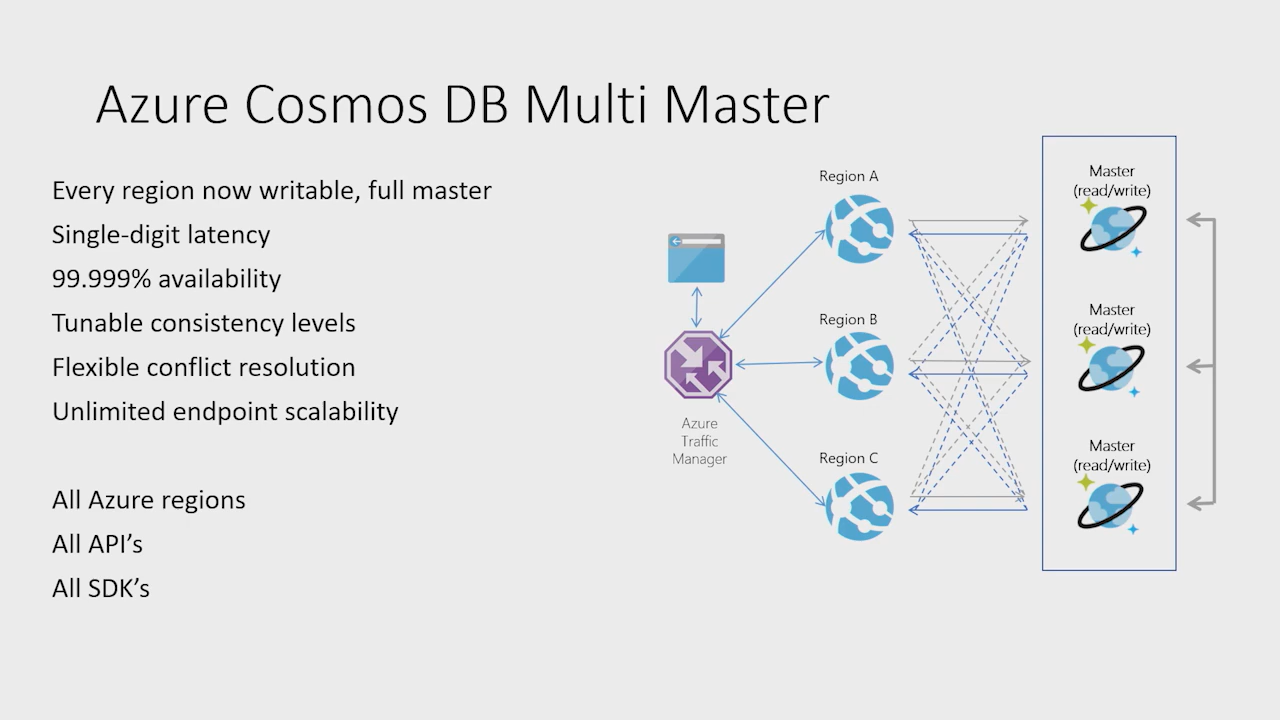 Azure Cosmos DB Multi Master
Every region now writable, full master
Single-digit latency
99.999% availability
Tunable consistency levels
Flexible conflict resolution
Unlimited endpoint scalability
All Azure regions
All API’s
All SDK’s
Azure
Traffic
Manager
Region A
Region B
Region C
Master
(read/write)
Master
(read/write)
Master
(read/write)